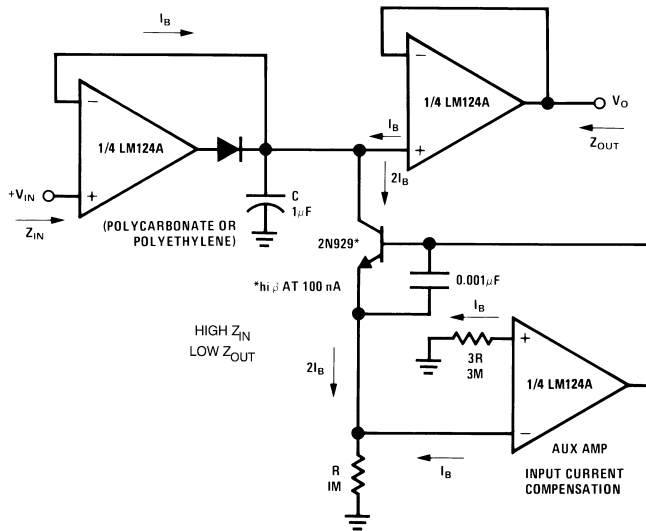 I_B
1/4 LM124A
−
+
+V_IN
Z_IN
C
1μF
(POLYCARBONATE OR
POLYETHYLENE)
−
1/4 LM124A
+
V_O
Z_OUT
I_B
2I_B
2N929*
*hi β AT 100 nA
0.001μF
HIGH Z_IN
LOW Z_OUT
2I_B
I_B
3R
3M
+
1/4 LM124A
−
AUX AMP
INPUT CURRENT
COMPENSATION
I_B
R
1M